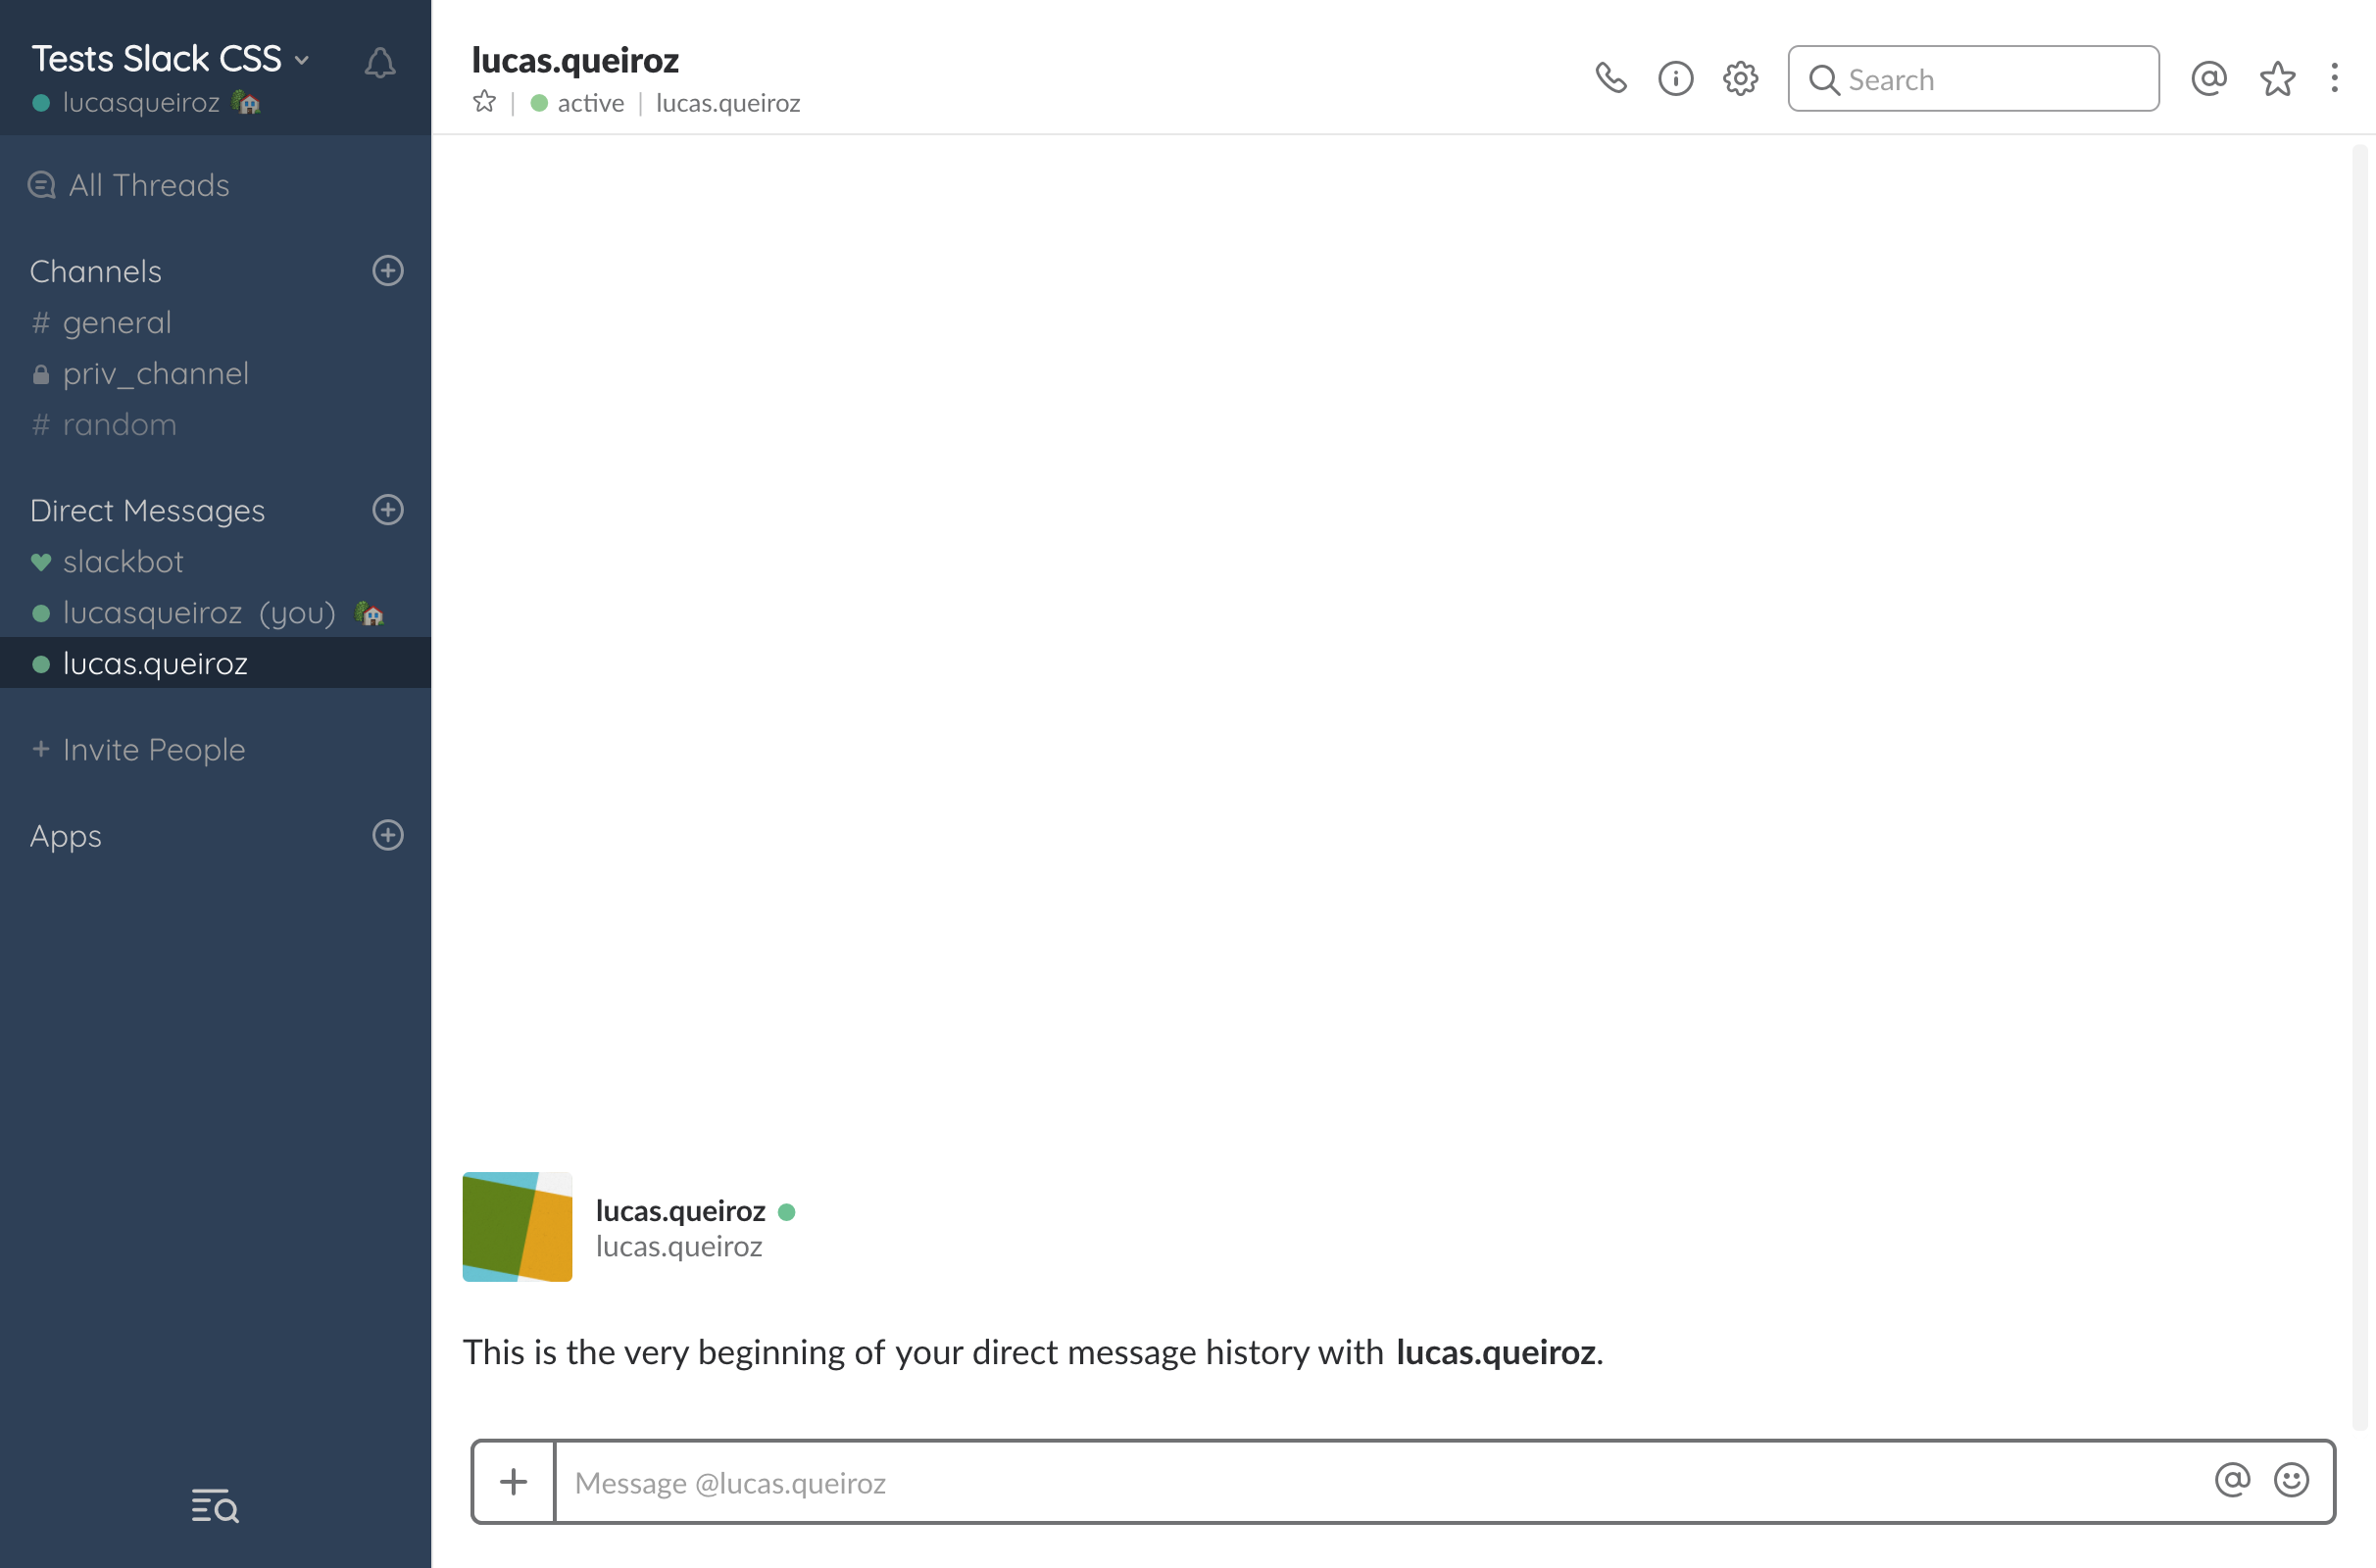 Tests Slack CSS
lucasqueiroz
All Threads
Channels
# general
priv_channel
# random
Direct Messages
slackbot
lucasqueiroz (you)
lucas.queiroz
+ Invite People
Apps
lucas.queiroz
active | lucas.queiroz
Search
lucas.queiroz
lucas.queiroz
This is the very beginning of your direct message history with lucas.queiroz.
Message @lucas.queiroz